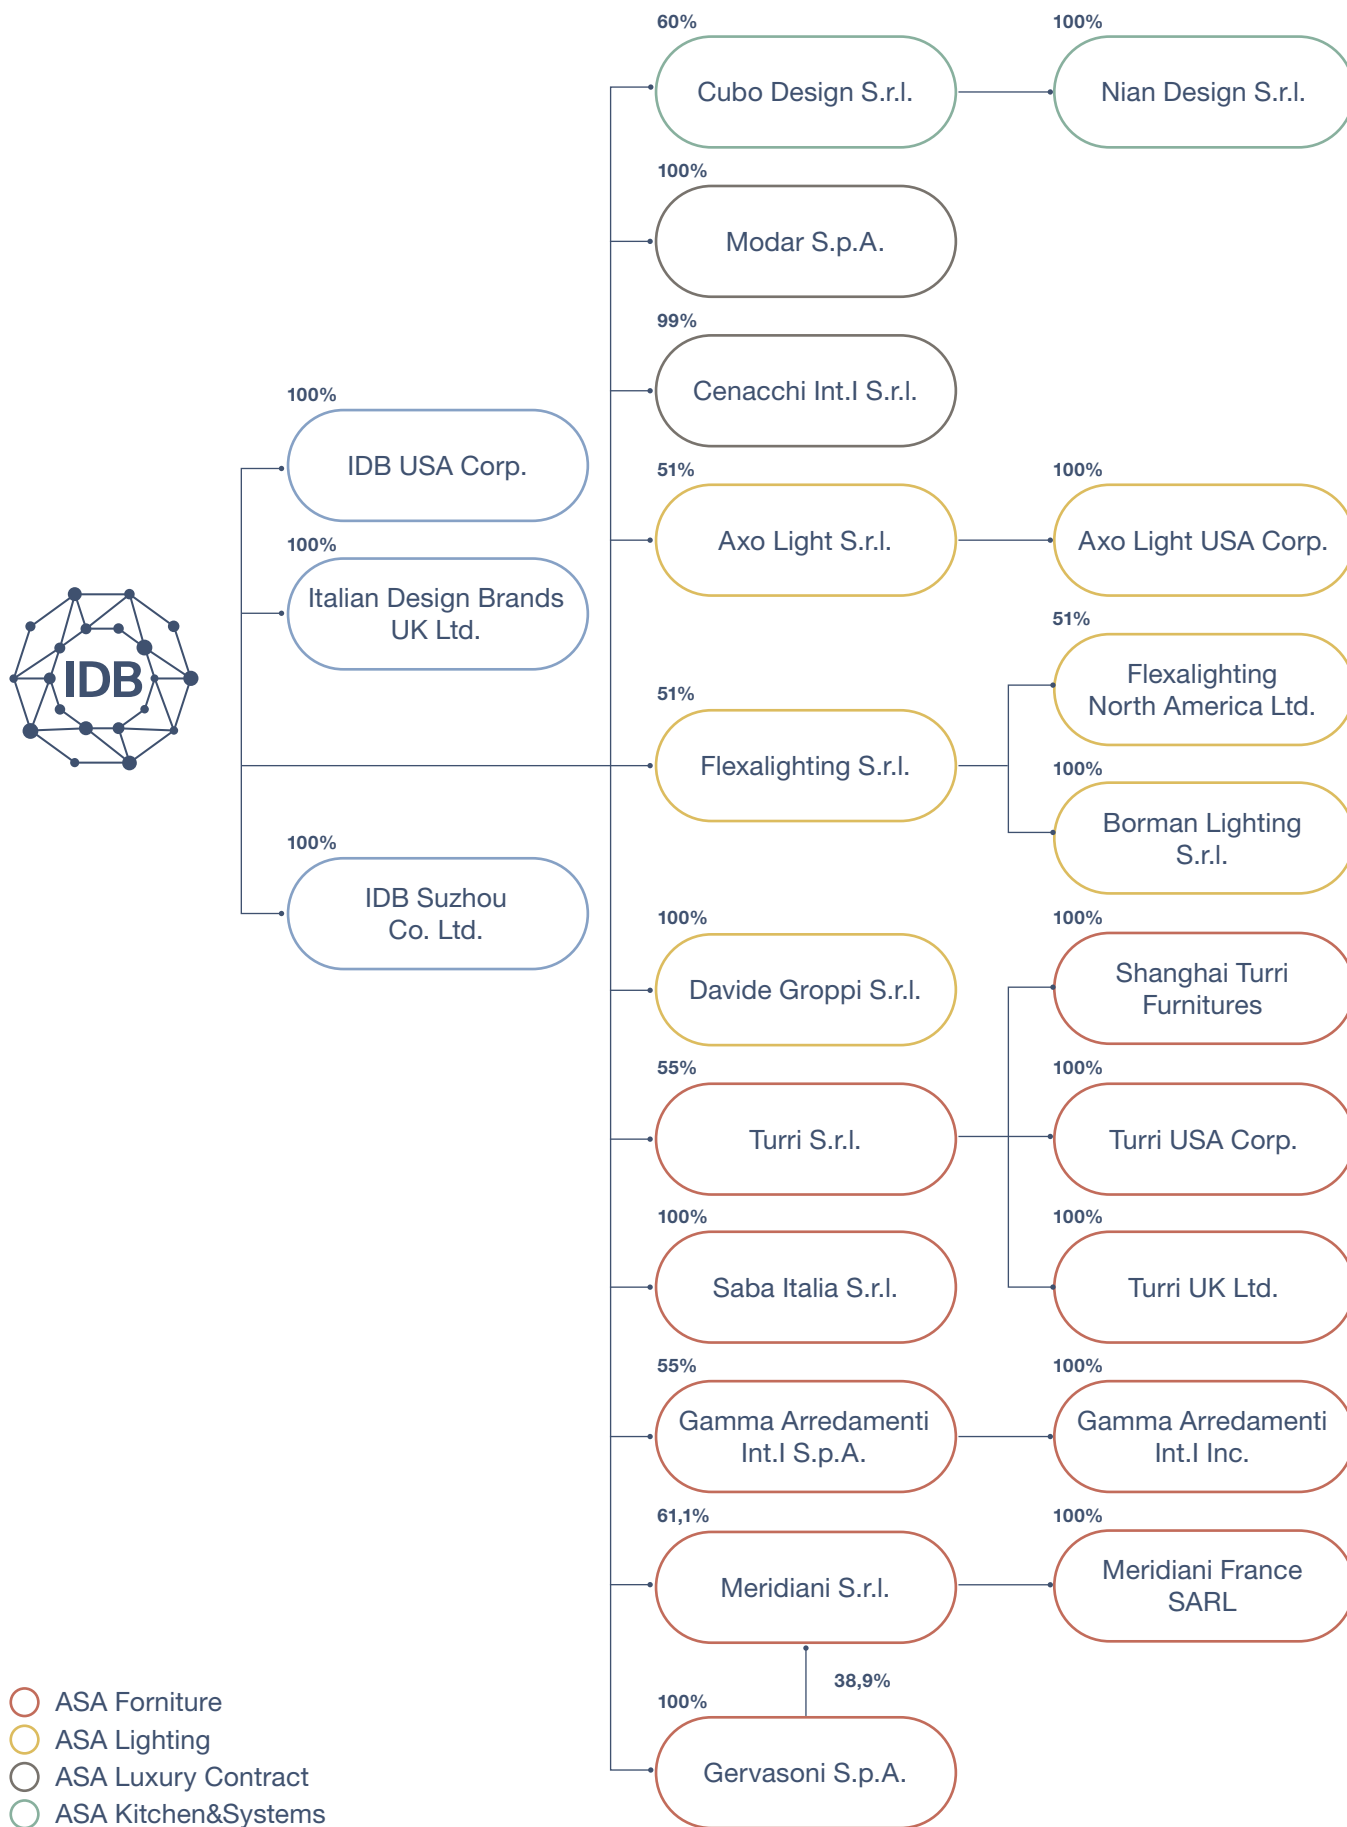 60%
Cubo Design S.r.l.
100%
Nian Design S.r.l.
100%
Modar S.p.A.
99%
Cenacchi Int.I S.r.l.
100%
IDB USA Corp.
51%
Axo Light S.r.l.
100%
Axo Light USA Corp.
100%
Italian Design Brands
UK Ltd.
IDB
51%
Flexalighting S.r.l.
51%
Flexalighting
North America Ltd.
100%
Borman Lighting
S.r.l.
100%
IDB Suzhou
Co. Ltd.
100%
Davide Groppi S.r.l.
100%
Shanghai Turri
Furnitures
55%
Turri S.r.l.
100%
Turri USA Corp.
100%
Saba Italia S.r.l.
100%
Turri UK Ltd.
55%
Gamma Arredamenti
Int.I S.p.A.
100%
Gamma Arredamenti
Int.I Inc.
61,1%
Meridiani S.r.l.
100%
Meridiani France
SARL
38,9%
100%
Gervasoni S.p.A.
ASA Forniture
ASA Lighting
ASA Luxury Contract
ASA Kitchen&Systems